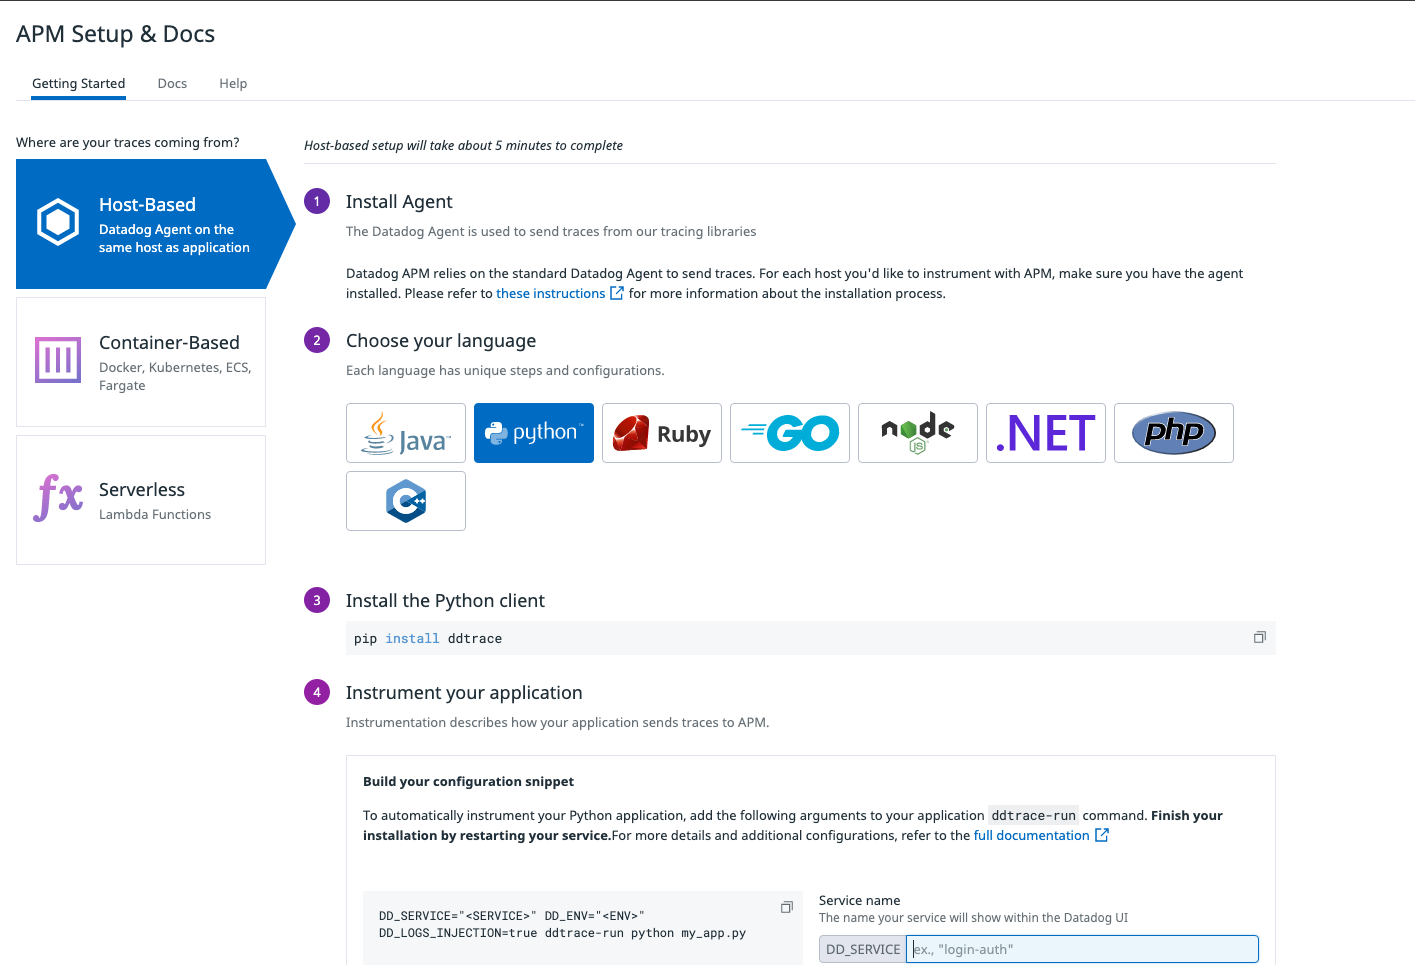 APM Setup & Docs
Getting Started
Docs
Help
Where are your traces coming from?
Host-Based
Datadog Agent on the
same host as application
Container-Based
Docker, Kubernetes, ECS,
Fargate
fx
Serverless
Lambda Functions
Host-based setup will take about 5 minutes to complete
1
Install Agent
The Datadog Agent is used to send traces from our tracing libraries
Datadog APM relies on the standard Datadog Agent to send traces. For each host you'd like to instrument with APM, make sure you have the agent
installed. Please refer to these instructions for more information about the installation process.
2
Choose your language
Each language has unique steps and configurations.
Java™
python™
Ruby
GO
node
JS
.NET
php
C++
3
Install the Python client
pip install ddtrace
4
Instrument your application
Instrumentation describes how your application sends traces to APM.
Build your configuration snippet
To automatically instrument your Python application, add the following arguments to your application ddtrace-run command. Finish your
installation by restarting your service.For more details and additional configurations, refer to the full documentation
DD_SERVICE="<SERVICE>" DD_ENV="<ENV>"
DD_LOGS_INJECTION=true ddtrace-run python my_app.py
Service name
The name your service will show within the Datadog UI
DD_SERVICE
ex., "login-auth"